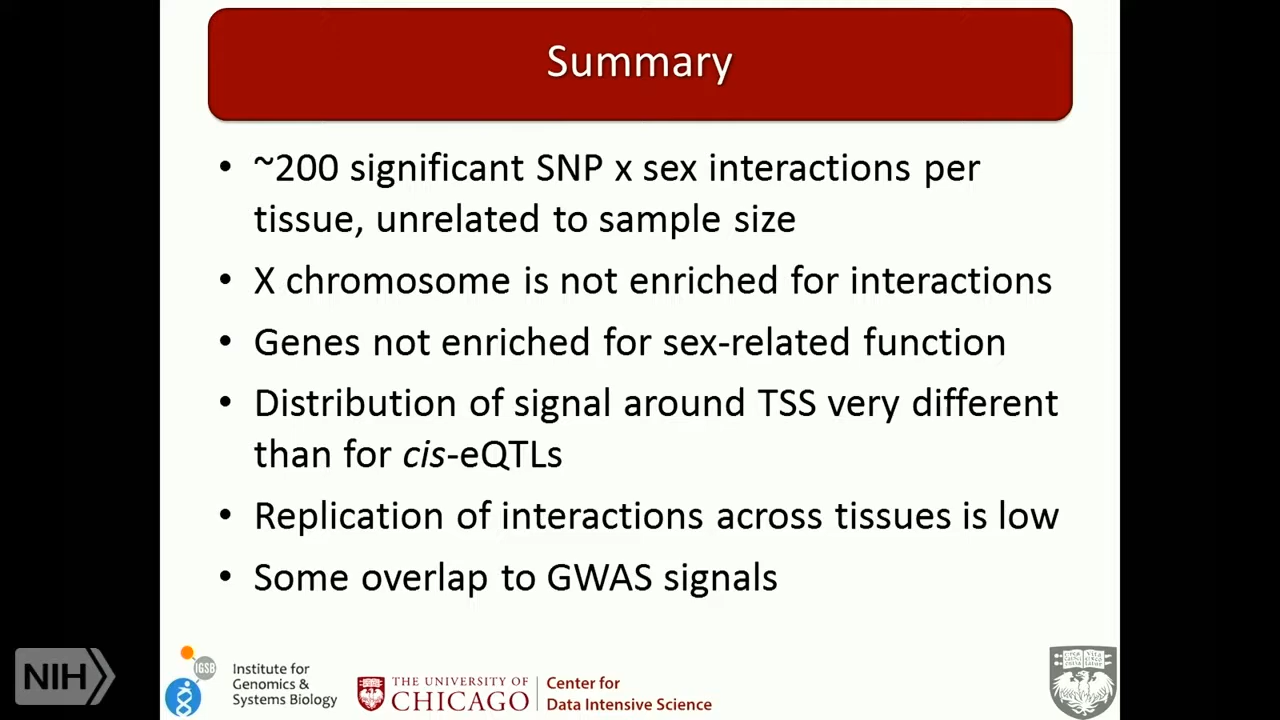 Summary
• ~200 significant SNP x sex interactions per
tissue, unrelated to sample size
• X chromosome is not enriched for interactions
• Genes not enriched for sex-related function
• Distribution of signal around TSS very different
than for cis-eQTLs
• Replication of interactions across tissues is low
• Some overlap to GWAS signals
NIH
IGSB
Institute for
Genomics &
Systems Biology
THE UNIVERSITY OF
CHICAGO
Center for
Data Intensive Science